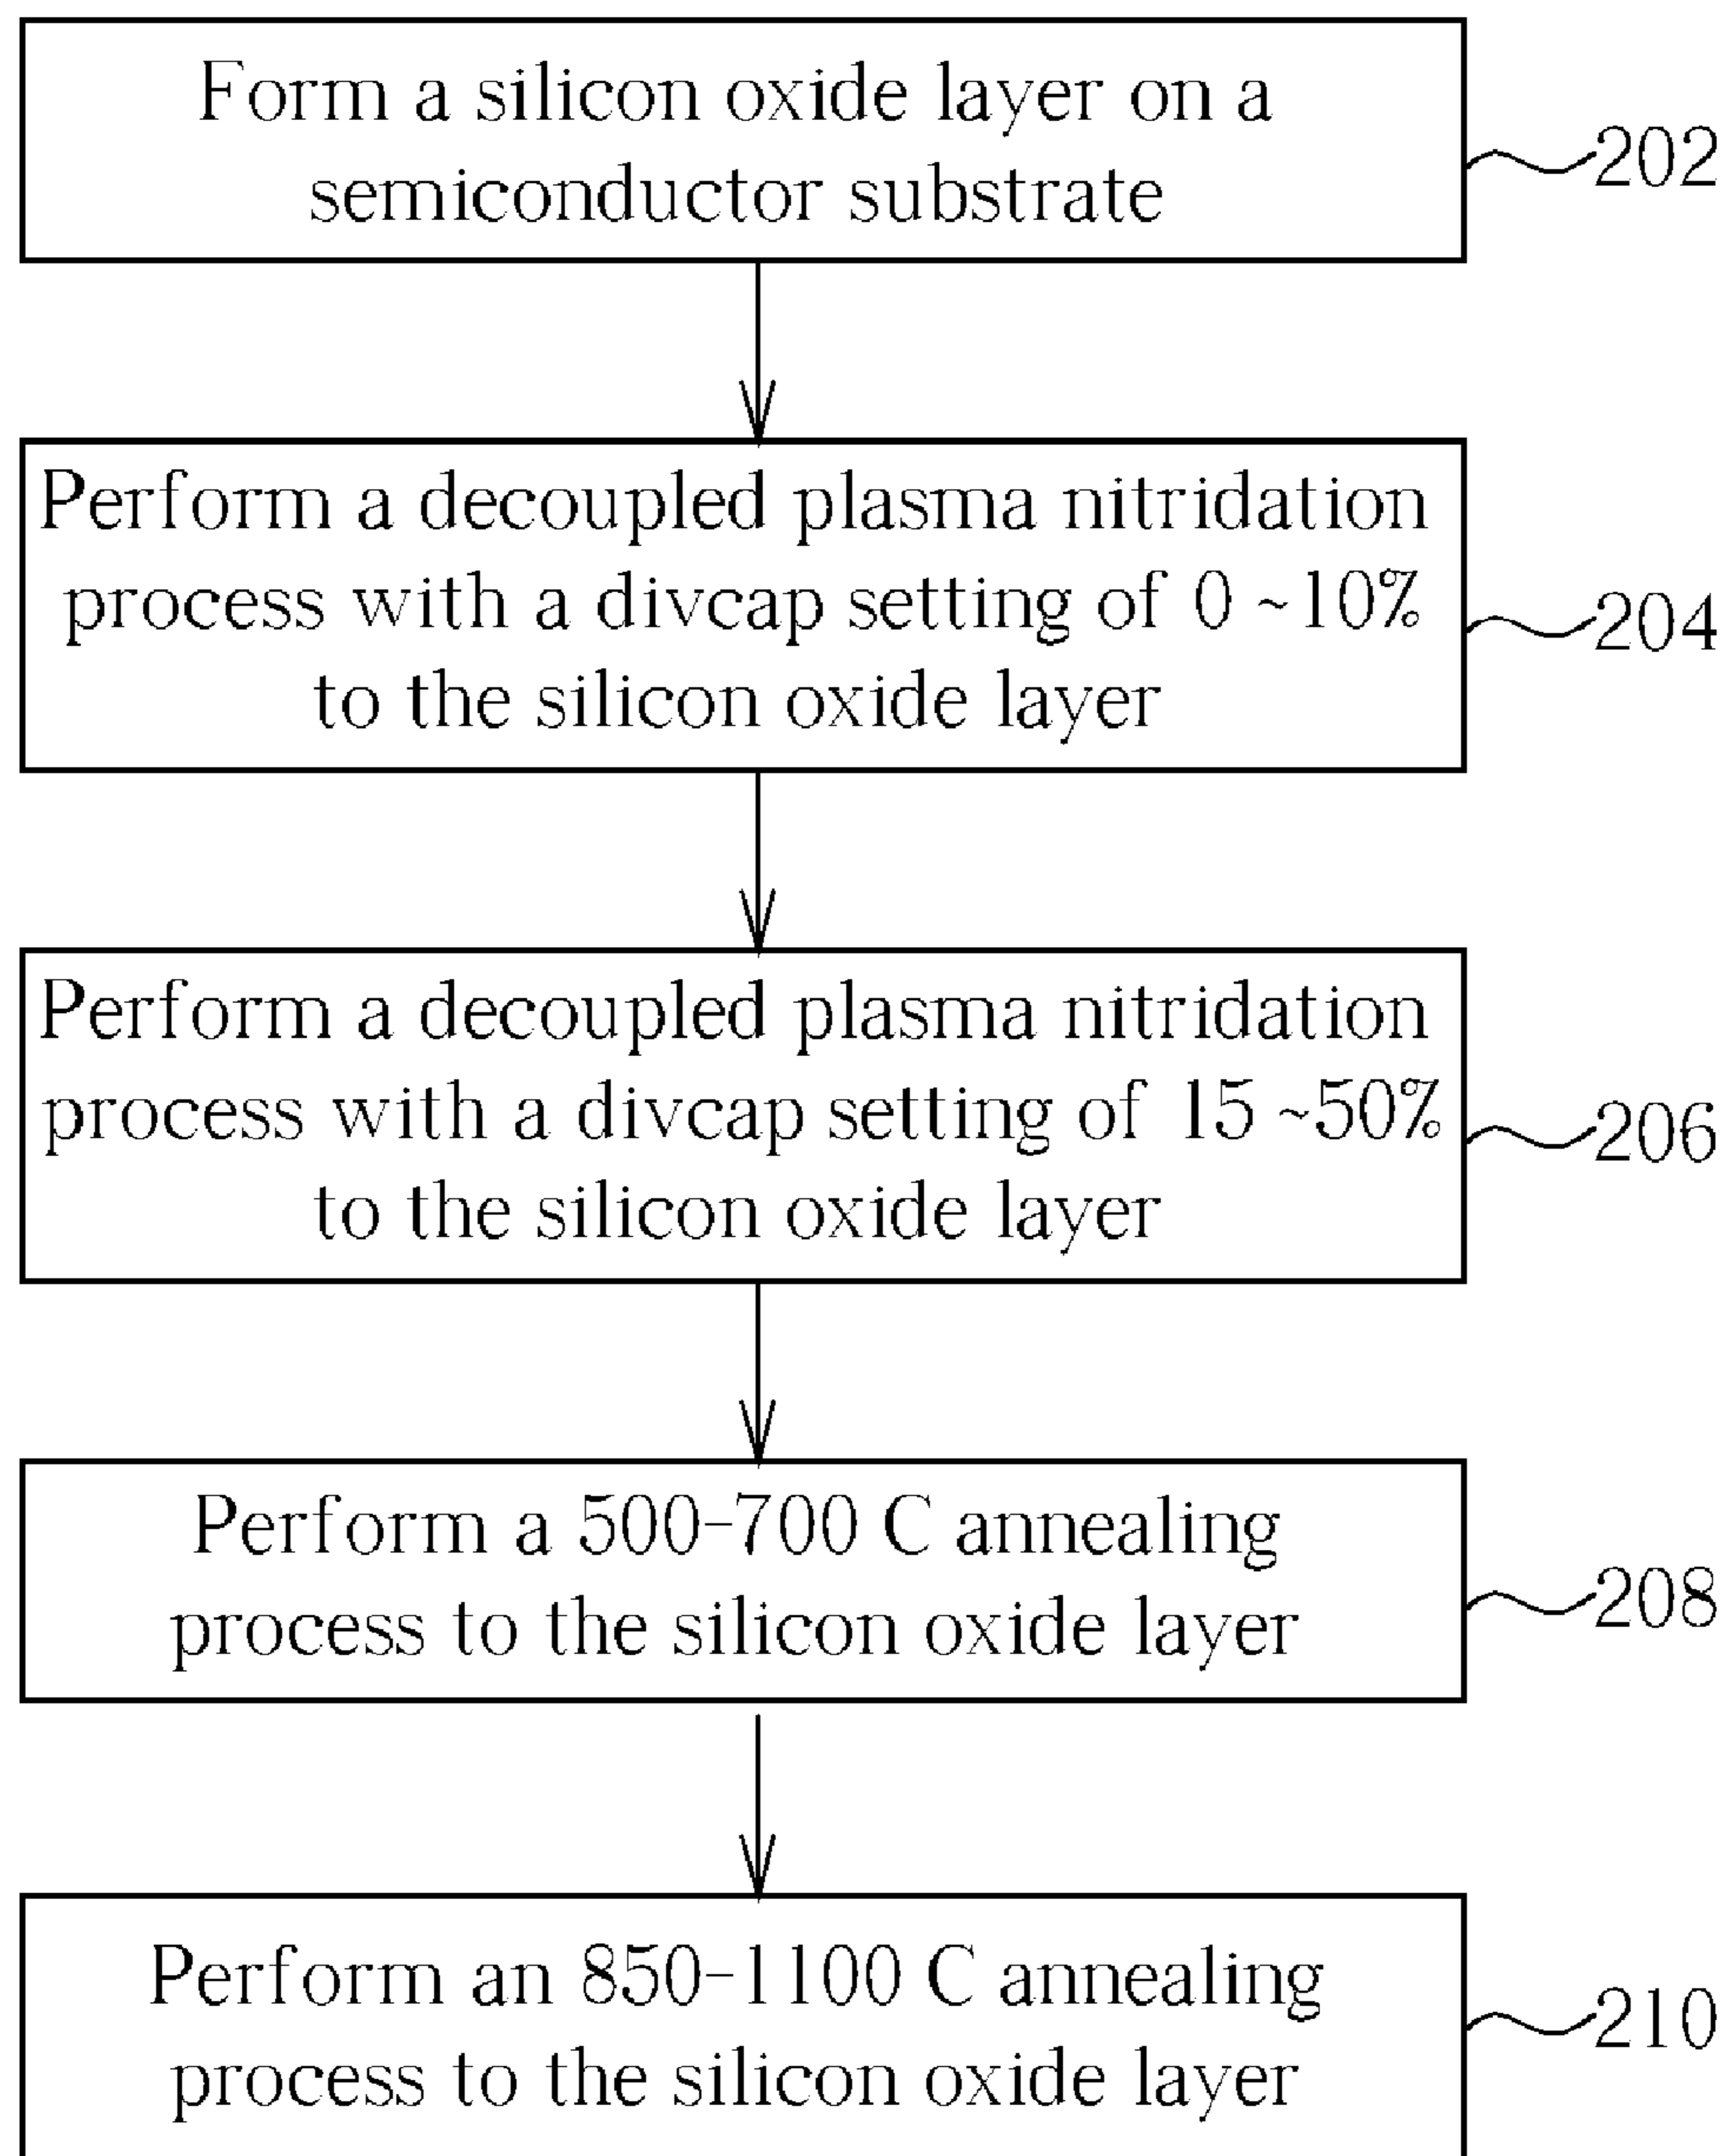 Form a silicon oxide layer on a
semiconductor substrate
202
Perform a decoupled plasma nitridation
process with a divcap setting of 0 ~10%
to the silicon oxide layer
204
Perform a decoupled plasma nitridation
process with a divcap setting of 15 ~50%
to the silicon oxide layer
206
Perform a 500-700 C annealing
process to the silicon oxide layer
208
Perform an 850-1100 C annealing
process to the silicon oxide layer
210